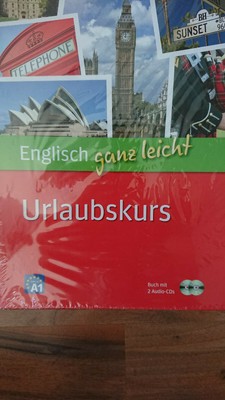 TELEPHONE
SUNSET
Englisch ganz leicht
Urlaubskurs
A1
Buch mit
2 Audio-CDs